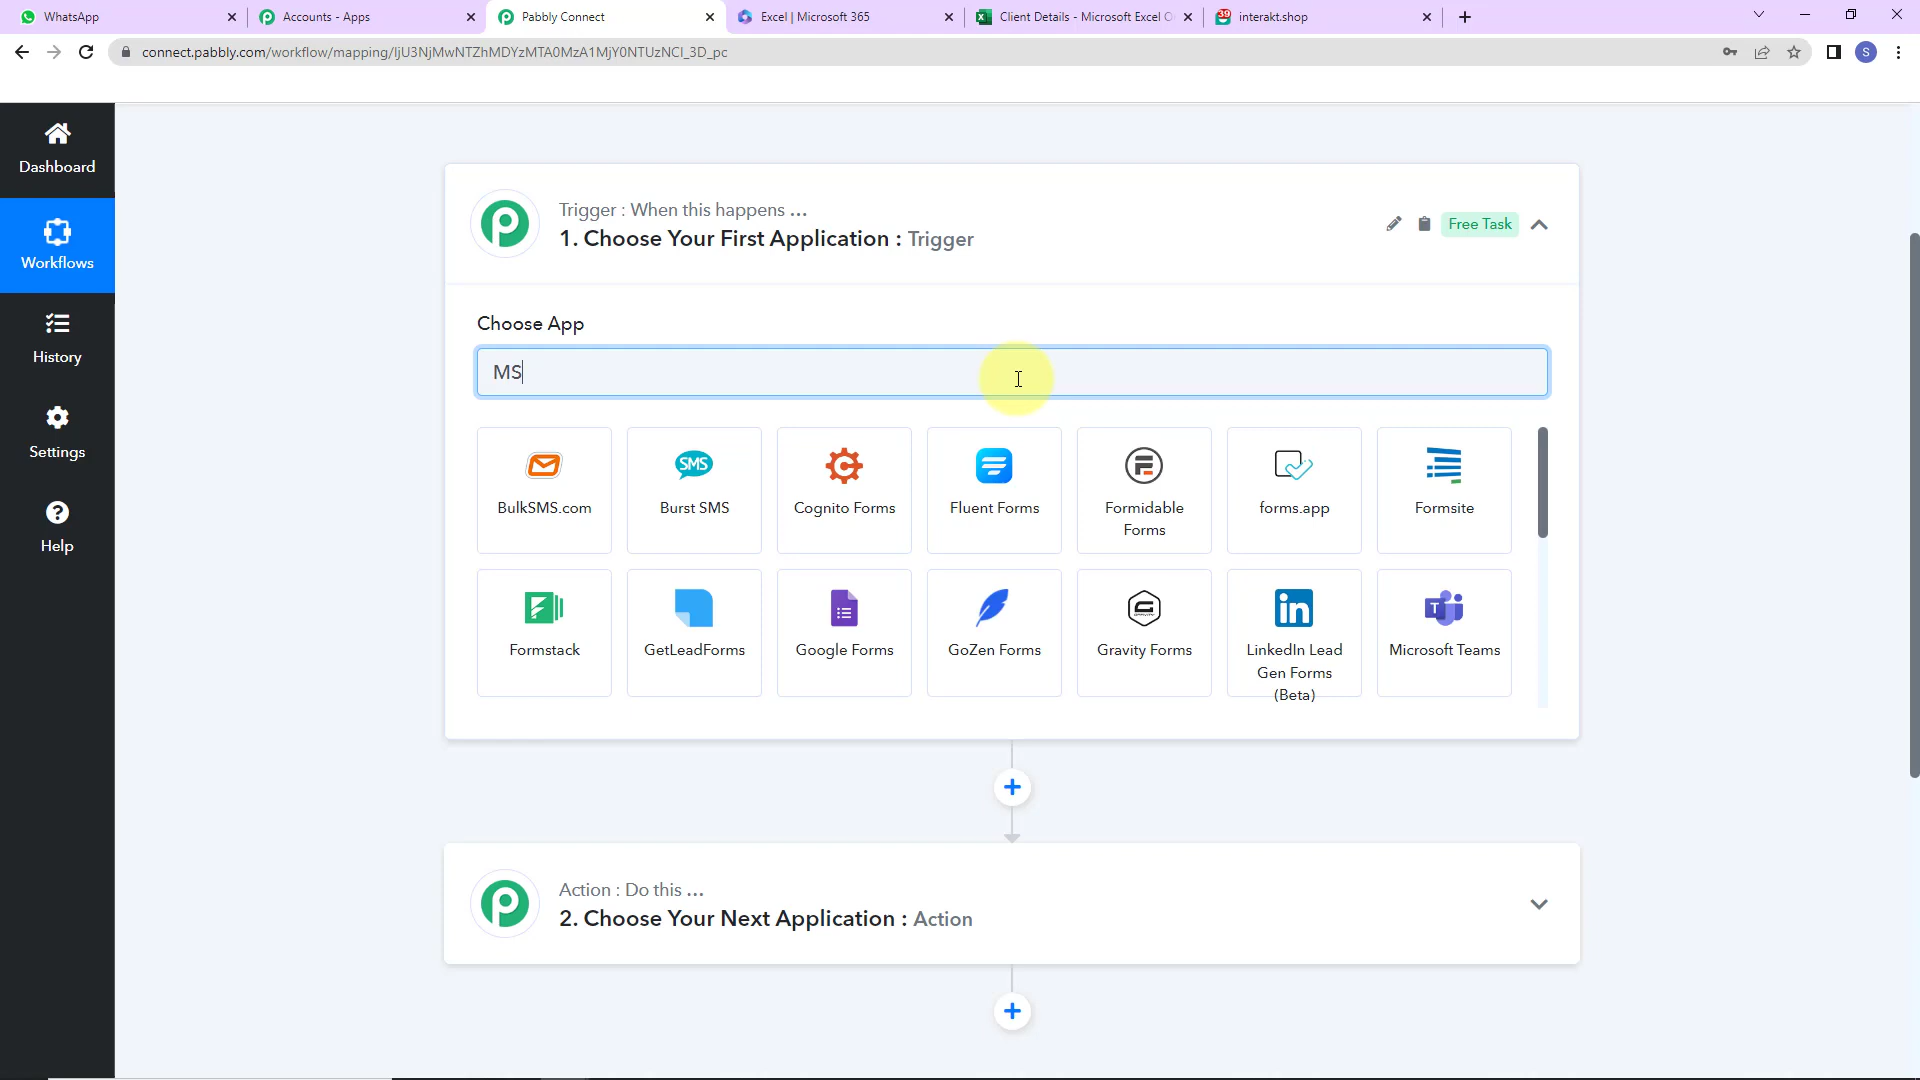 WhatsApp
Accounts - Apps
Pabbly Connect
Excel | Microsoft 365
Client Details - Microsoft Excel O
39
interakt.shop
connect.pabbly.com/workflow/mapping/IjU3NjMwNTZhMDYzMTA0MzA1MjY0NTUzNCI_3D_pc
S
Dashboard
Workflows
History
Settings
Help
Trigger : When this happens ...
1. Choose Your First Application : Trigger
Free Task
Choose App
MS
BulkSMS.com
SMS
Burst SMS
Cognito Forms
Fluent Forms
Formidable
Forms
forms.app
Formsite
Formstack
GetLeadForms
Google Forms
GoZen Forms
Gravity Forms
in
LinkedIn Lead
Gen Forms
(Beta)
T
Microsoft Teams
Action : Do this ...
2. Choose Your Next Application : Action